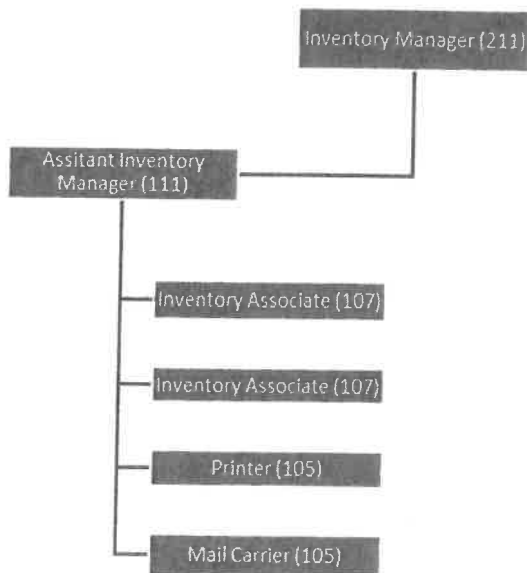 Inventory Manager (211)
Assitant Inventory
Manager (111)
Inventory Associate (107)
Inventory Associate (107)
Printer (105)
Mail Carrier (105)